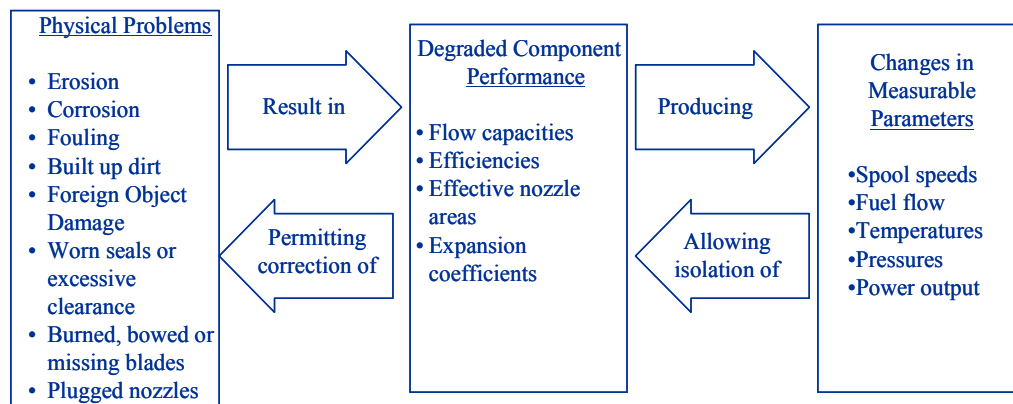 Physical Problems
• Erosion
• Corrosion
• Fouling
• Built up dirt
• Foreign Object
Damage
• Worn seals or
excessive
clearance
• Burned, bowed or
missing blades
• Plugged nozzles
Result in
Permitting
correction of
Degraded Component
Performance
• Flow capacities
• Efficiencies
• Effective nozzle
areas
• Expansion
coefficients
Producing
Allowing
isolation of
Changes in
Measurable
Parameters
•Spool speeds
•Fuel flow
•Temperatures
•Pressures
•Power output